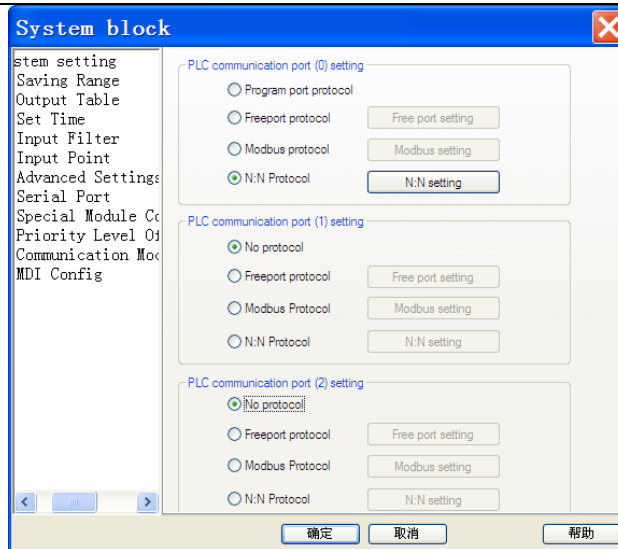 System block
stem setting
Saving Range
Output Table
Set Time
Input Filter
Input Point
Advanced Settings
Serial Port
Special Module Co
Priority Level Of
Communication Mod
MDI Config
PLC communication port (0) setting
Program port protocol
Freeport protocol
Free port setting
Modbus protocol
Modbus setting
N:N Protocol
N:N setting
PLC communication port (1) setting
No protocol
Freeport protocol
Free port setting
Modbus Protocol
Modbus setting
N:N Protocol
N:N setting
PLC communication port (2) setting
No protocol
Freeport protocol
Free port setting
Modbus Protocol
Modbus setting
N:N Protocol
N:N setting
确定
取消
帮助